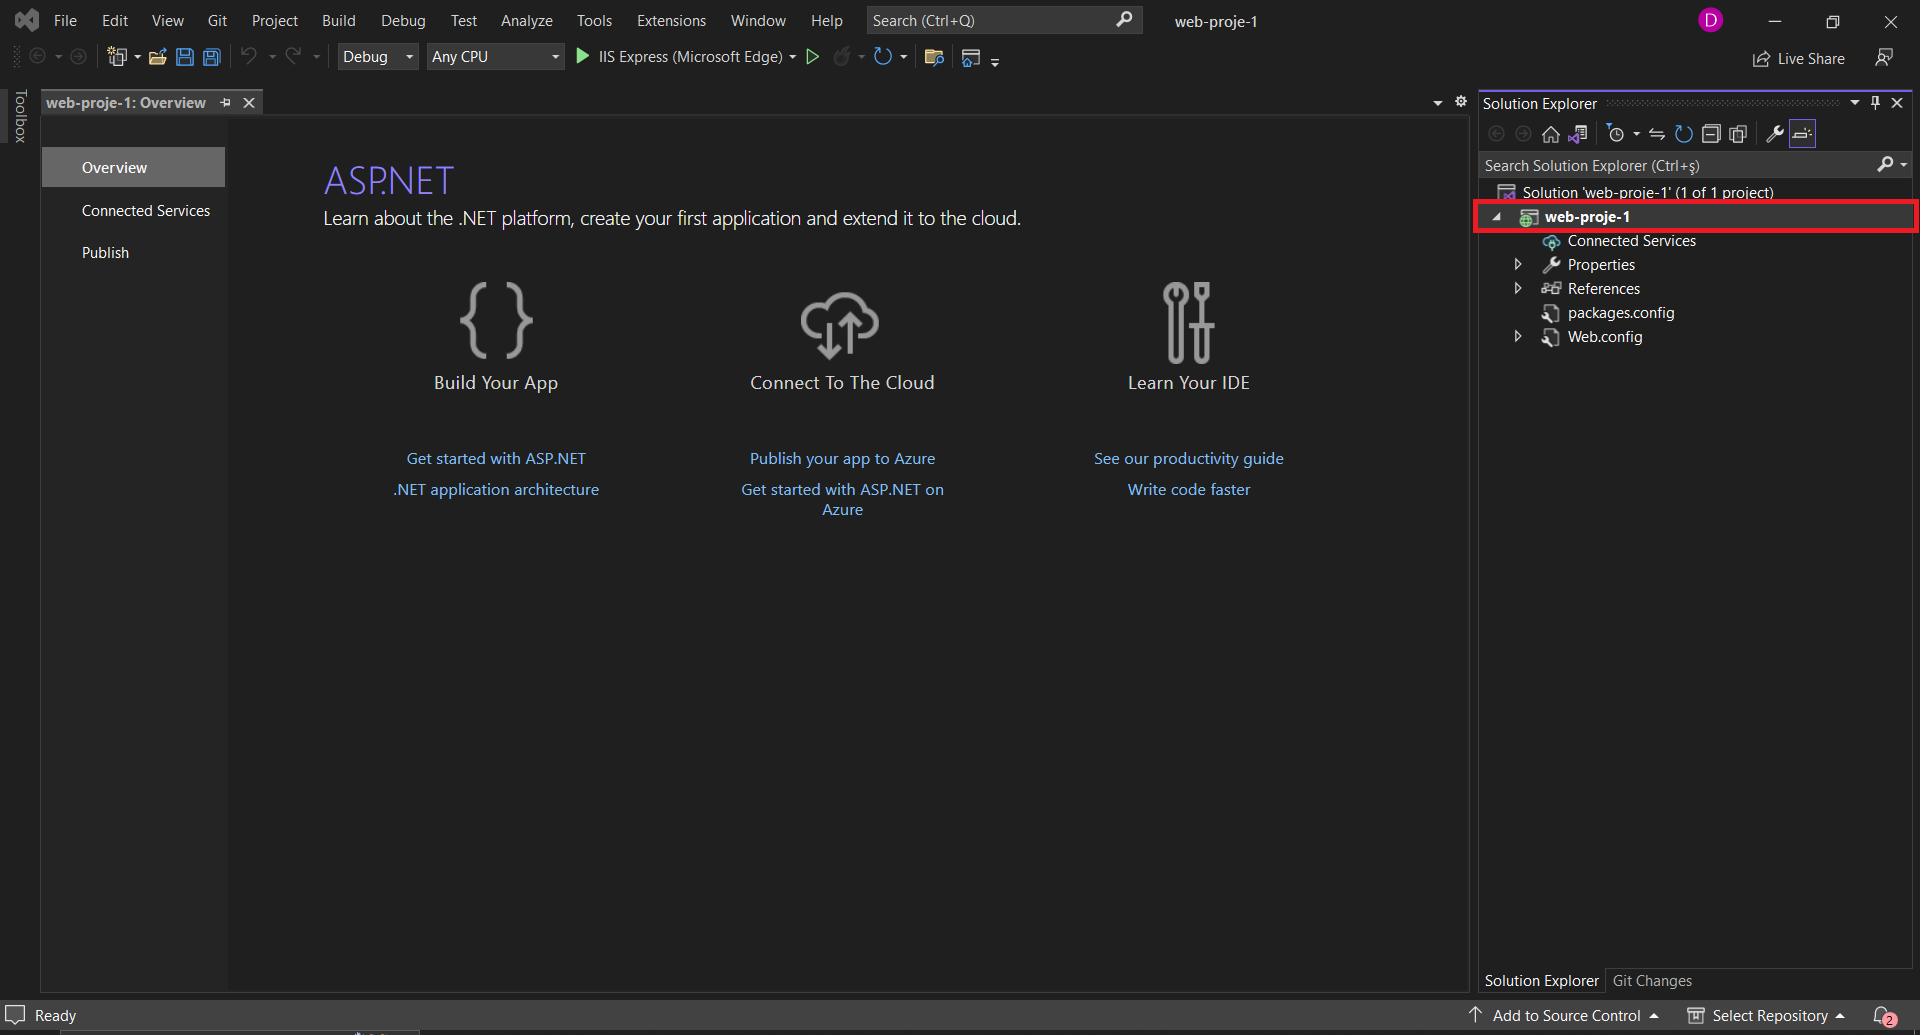 File Edit View Git Project Build Debug Test Analyze Tools Extensions Window Help Search (Ctrl+Q) web-proje-1 D
Debug Any CPU IIS Express (Microsoft Edge) Live Share
Toolbox
web-proje-1: Overview
Overview
Connected Services
Publish
ASP.NET
Learn about the .NET platform, create your first application and extend it to the cloud.
Build Your App
Get started with ASP.NET
.NET application architecture
Connect To The Cloud
Publish your app to Azure
Get started with ASP.NET on
Azure
Learn Your IDE
See our productivity guide
Write code faster
Solution Explorer
Search Solution Explorer (Ctrl+ş)
Solution 'web-proje-1' (1 of 1 project)
web-proje-1
Connected Services
Properties
References
packages.config
Web.config
Solution Explorer Git Changes
Ready Add to Source Control Select Repository 2